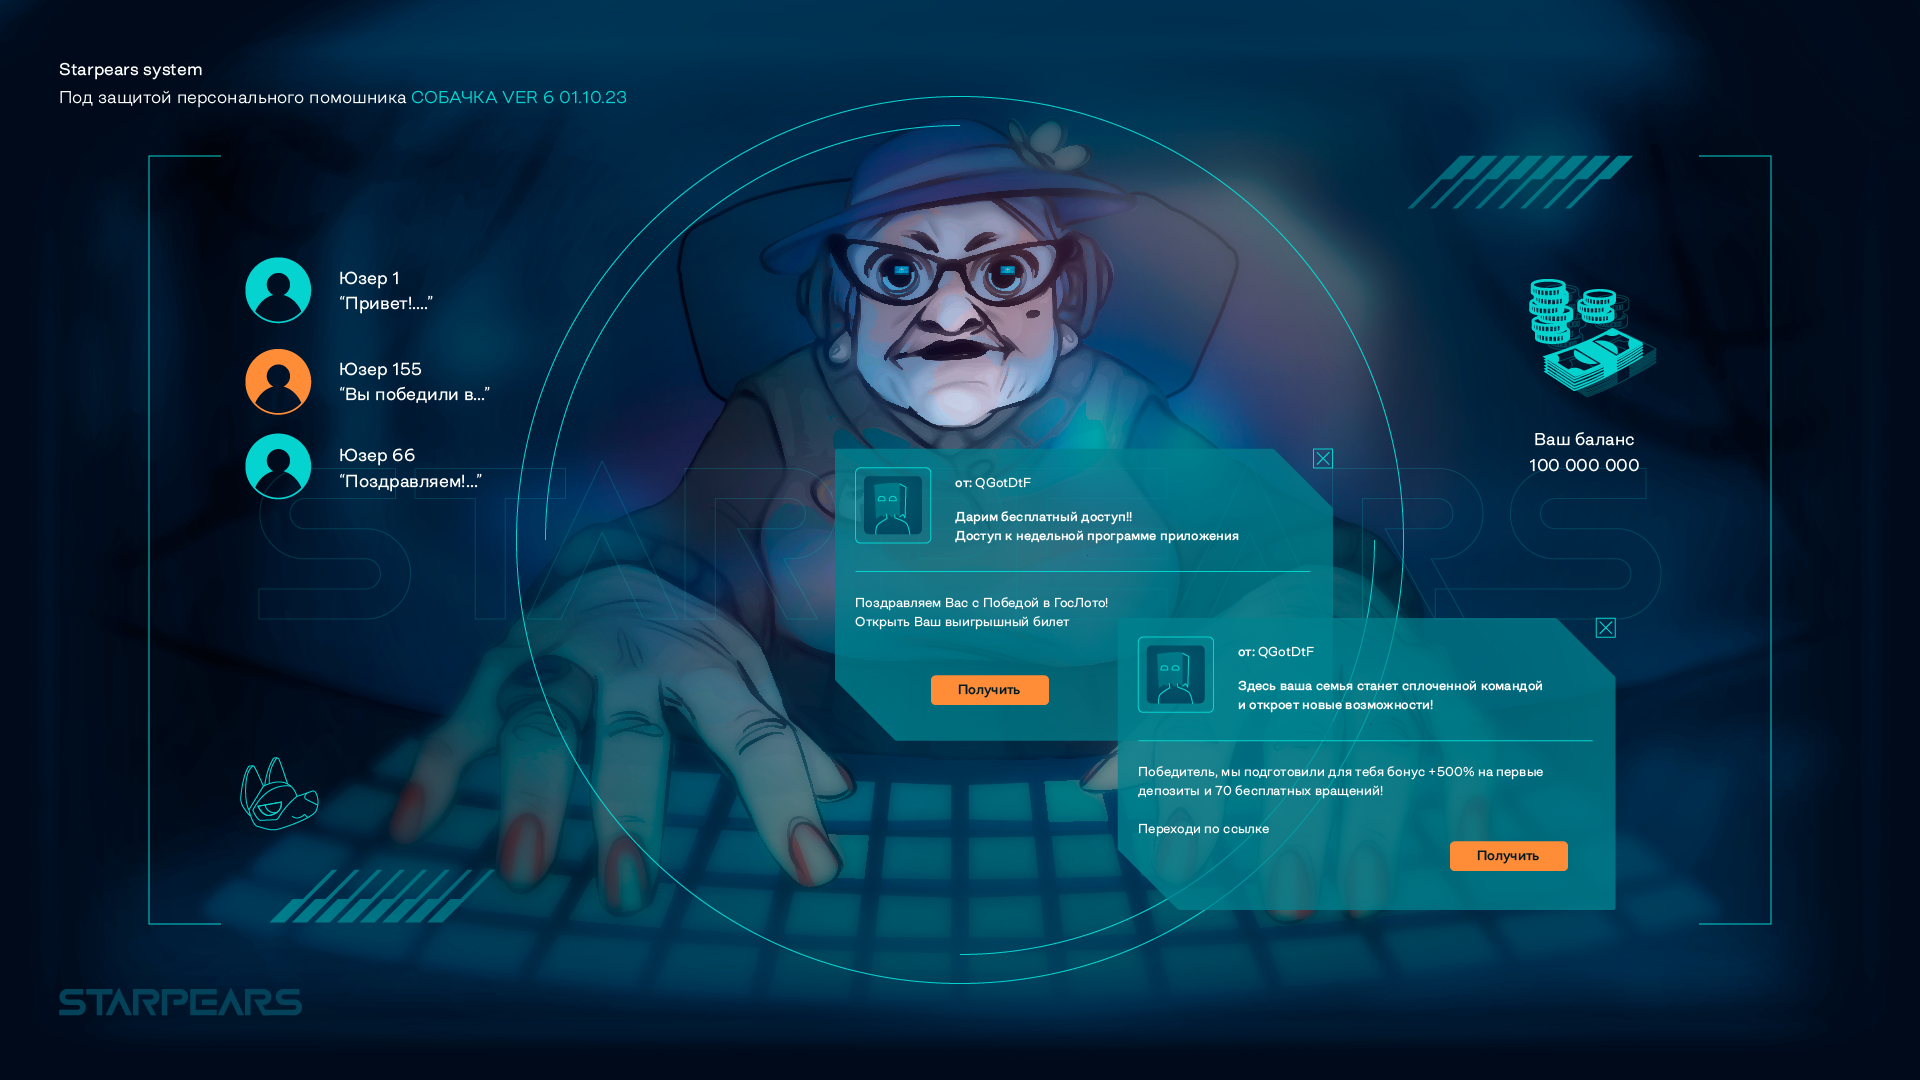 Starpears system
Под защитой персонального помошника СОБАЧКА VER 6 01.10.23
Юзер 1
“Привет!....”
Юзер 155
“Вы победили в...”
Юзер 66
“Поздравляем!...”
Ваш баланс
100 000 000
STARPEARS
от: QGotDtF
Дарим бесплатный доступ!!
Доступ к недельной программе приложения
Поздравляем Вас с Победой в ГосЛото!
Открыть Ваш выигрышный билет
Получить
от: QGotDtF
Здесь ваша семья станет сплоченной командой
и откроет новые возможности!
Победитель, мы подготовили для тебя бонус +500% на первые
депозиты и 70 бесплатных вращений!
Переходи по ссылке
Получить
STARPEARS